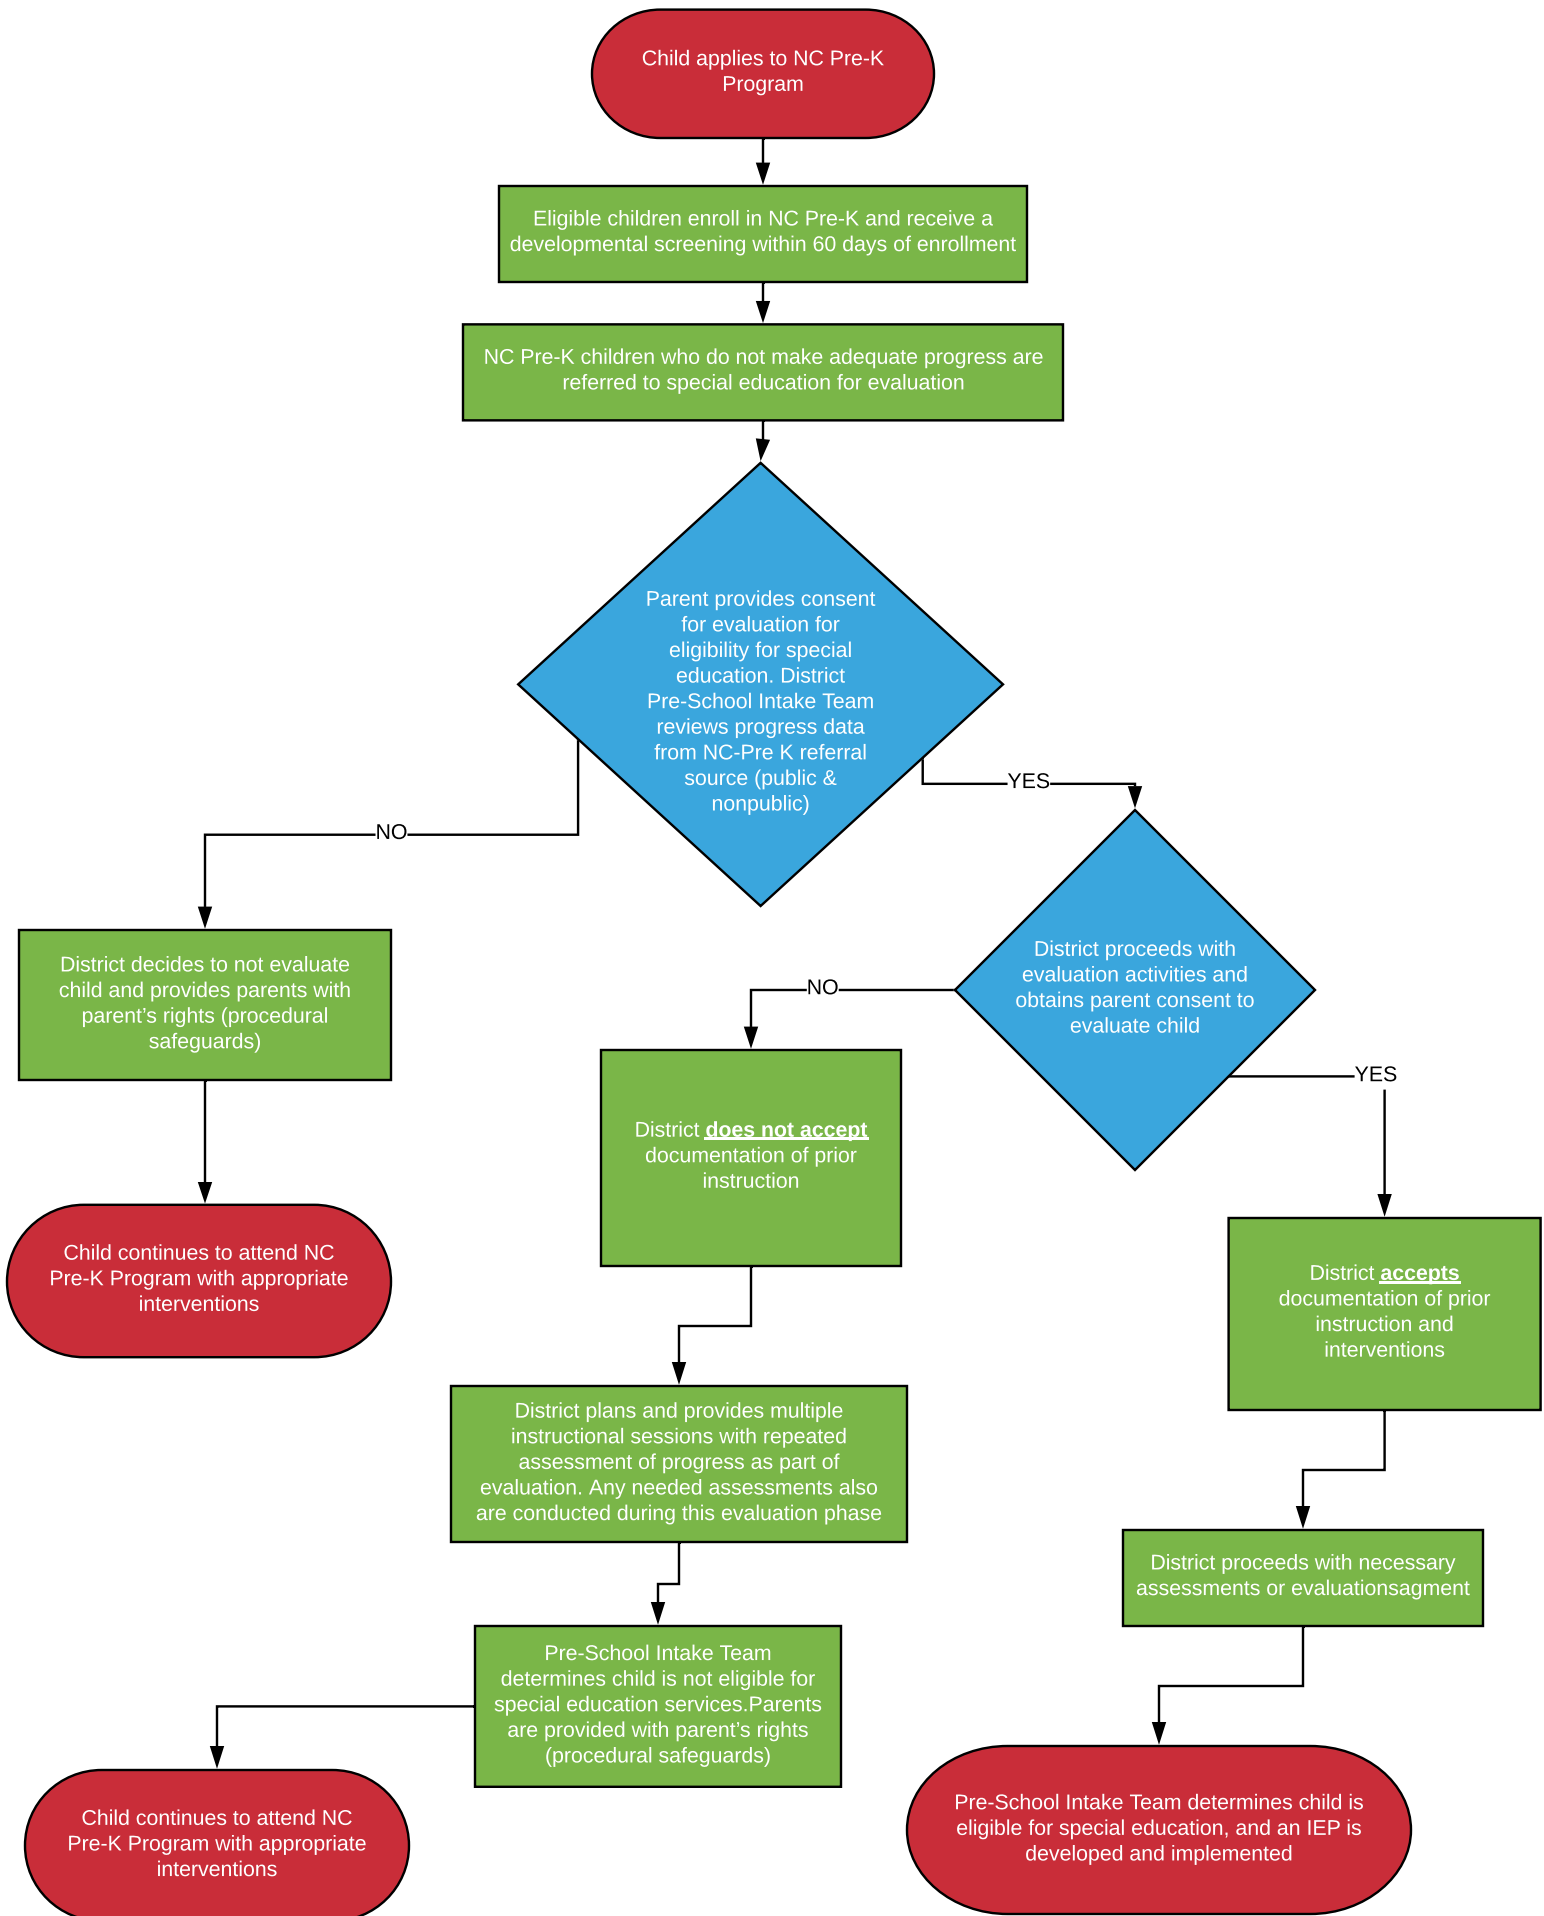 Child applies to NC Pre-K
Program
Eligible children enroll in NC Pre-K and receive a
developmental screening within 60 days of enrollment
NC Pre-K children who do not make adequate progress are
referred to special education for evaluation
Parent provides consent
for evaluation for
eligibility for special
education. District
Pre-School Intake Team
reviews progress data
from NC-Pre K referral
source (public &
nonpublic)
YES
NO
District decides to not evaluate
child and provides parents with
parent’s rights (procedural
safeguards)
District proceeds with
evaluation activities and
obtains parent consent to
evaluate child
NO
YES
District does not accept
documentation of prior
instruction
Child continues to attend NC
Pre-K Program with appropriate
interventions
District accepts
documentation of prior
instruction and
interventions
District plans and provides multiple
instructional sessions with repeated
assessment of progress as part of
evaluation. Any needed assessments also
are conducted during this evaluation phase
District proceeds with necessary
assessments or evaluationsagment
Pre-School Intake Team
determines child is not eligible for
special education services.Parents
are provided with parent’s rights
(procedural safeguards)
Child continues to attend NC
Pre-K Program with appropriate
interventions
Pre-School Intake Team determines child is
eligible for special education, and an IEP is
developed and implemented